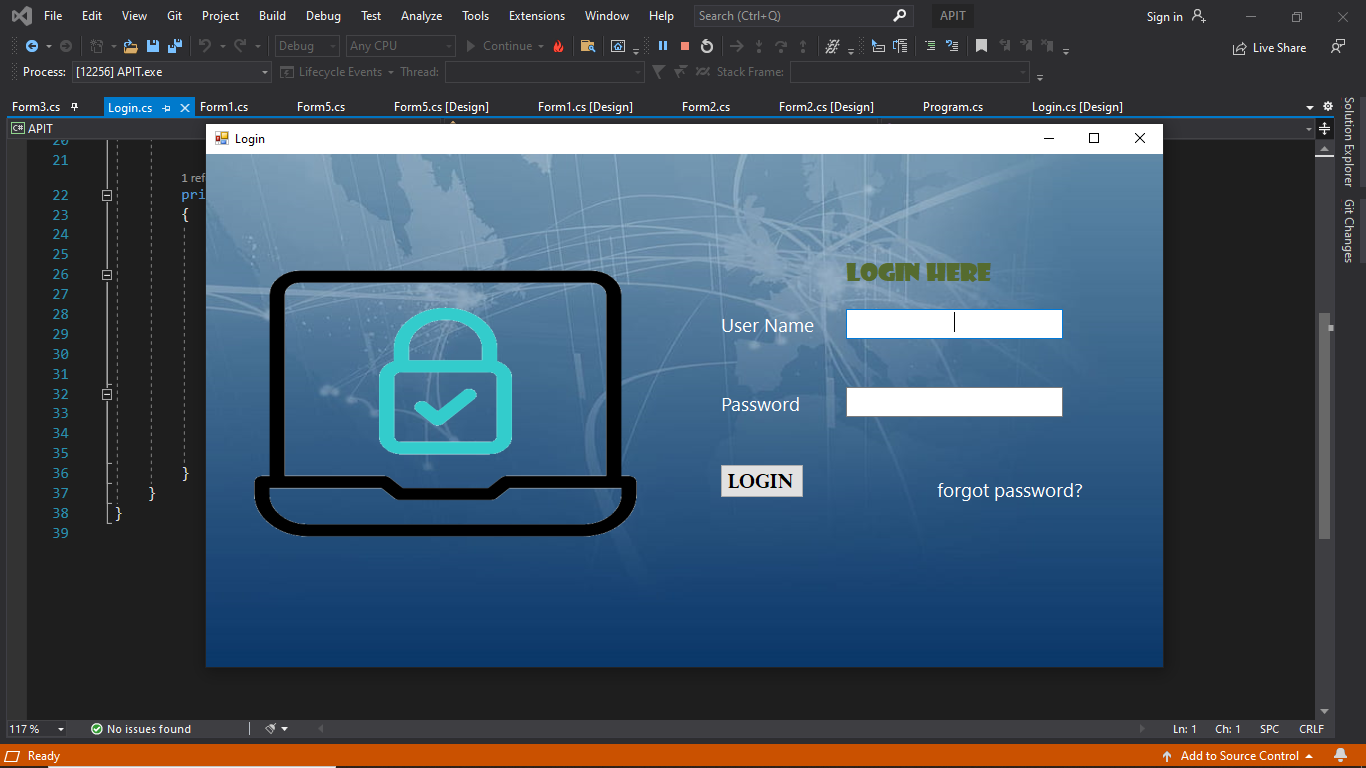 File Edit View Git Project Build Debug Test Analyze Tools Extensions Window Help Search (Ctrl+Q) APIT Sign in
Debug Any CPU Continue Live Share
Process: [12256] APIT.exe Lifecycle Events Thread: Stack Frame:
Form3.cs Login.cs Form1.cs Form5.cs Form5.cs [Design] Form1.cs [Design] Form2.cs Form2.cs [Design] Program.cs Login.cs [Design]
C# APIT
Solution Explorer
Git Changes
20
21
1 ref
22 pri
23 {
24
25
26
27
28
29
30
31
32
33
34
35
36 }
37 }
38 }
39
Login
LOGIN HERE
User Name
Password
LOGIN
forgot password?
117 % No issues found Ln: 1 Ch: 1 SPC CRLF
Ready Add to Source Control